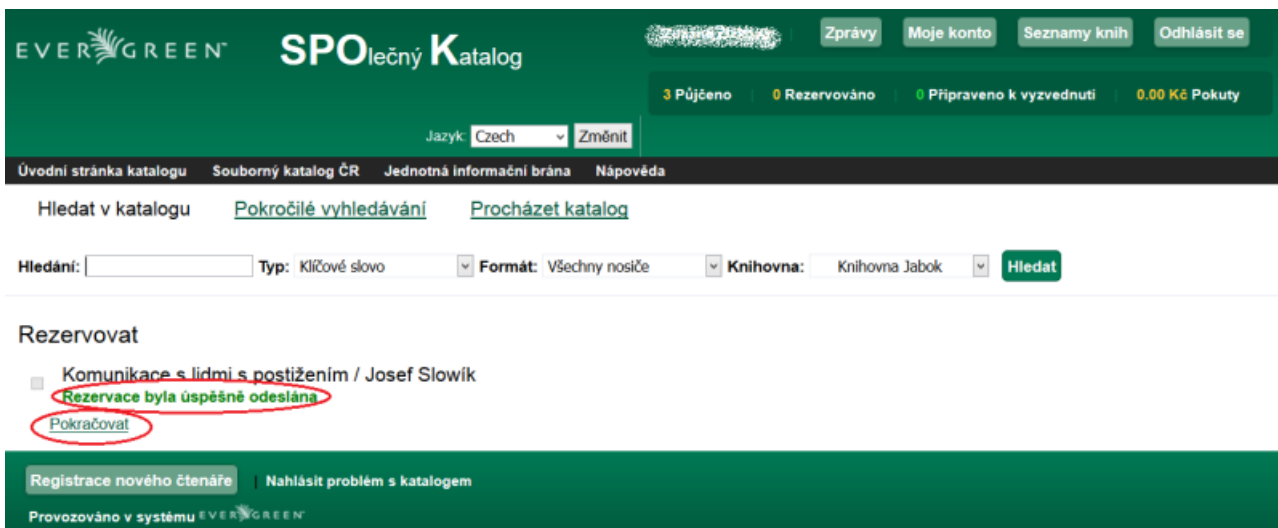 EVERGREEN
SPOlečný Katalog
Zprávy
Moje konto
Seznamy knih
Odhlásit se
3 Půjčeno | 0 Rezervováno | 0 Připraveno k vyzvednutí | 0.00 Kč Pokuty
Jazyk: Czech Změnit
Úvodní stránka katalogu Souborný katalog ČR Jednotná informační brána Nápověda
Hledat v katalogu Pokročilé vyhledávání Procházet katalog
Hledání: Typ: Klíčové slovo Formát: Všechny nosiče Knihovna: Knihovna Jabok Hledat
Rezervovat
Komunikace s lidmi s postižením / Josef Slowík
Rezervace byla úspěšně odeslána
Pokračovat
Registrace nového čtenáře | Nahlásit problém s katalogem
Provozováno v systému EVERGREEN